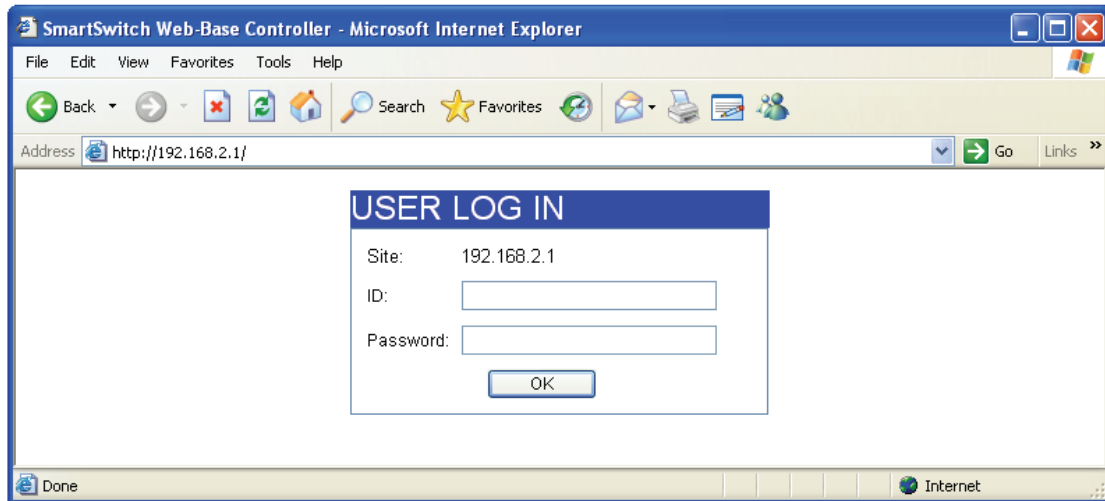 SmartSwitch Web-Base Controller - Microsoft Internet Explorer
File Edit View Favorites Tools Help
Back Search Favorites
Address http://192.168.2.1/ Go Links »
USER LOG IN
Site: 192.168.2.1
ID:
Password:
OK
Done Internet